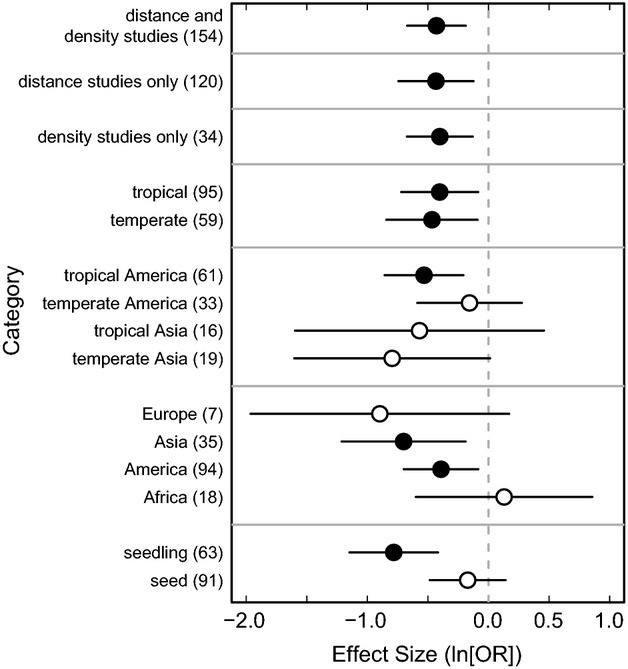 distance and
density studies (154)
distance studies only (120)
density studies only (34)
tropical (95)
temperate (59)
tropical America (61)
temperate America (33)
tropical Asia (16)
temperate Asia (19)
Europe (7)
Asia (35)
America (94)
Africa (18)
seedling (63)
seed (91)
Category
−2.0 −1.0 0.0 0.5 1.0
Effect Size (ln[OR])